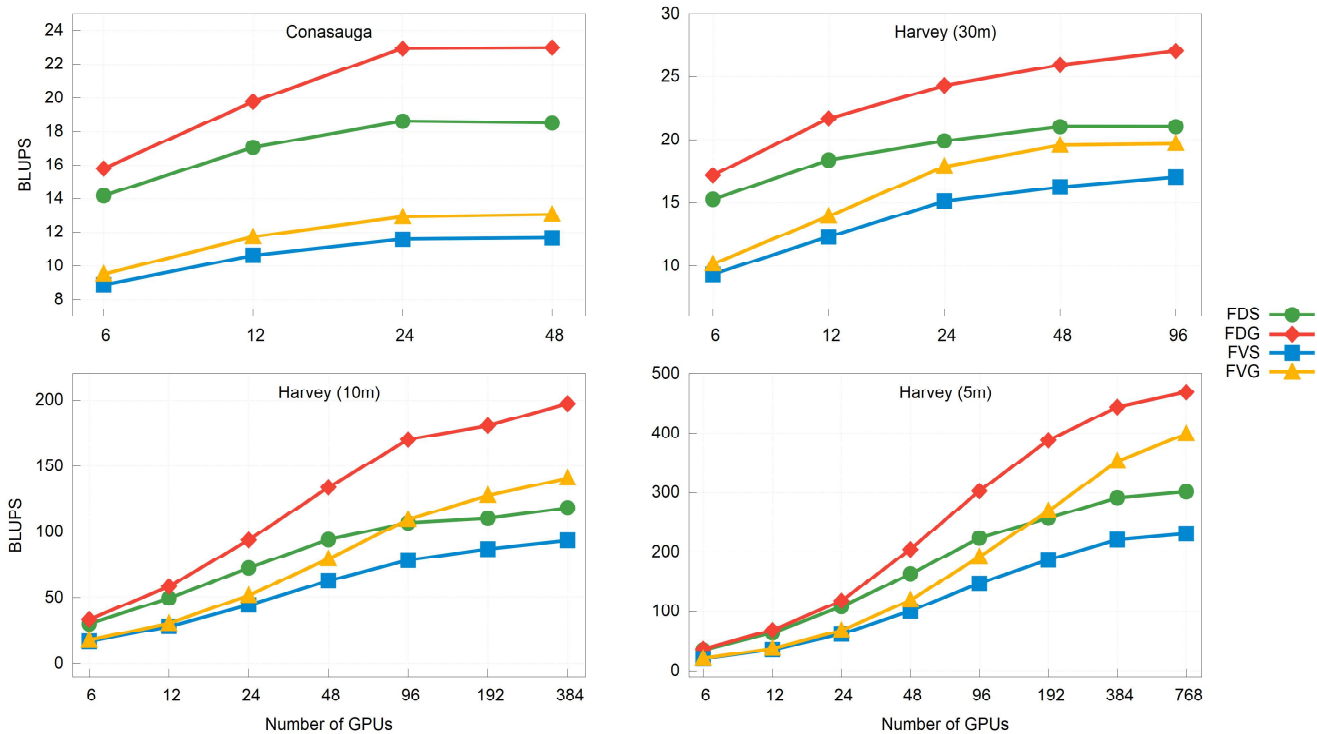 Conasauga
BLUPS
24
22
20
18
16
14
12
10
8
6 12 24 48
Harvey (30m)
30
25
20
15
10
6 12 24 48 96
FDS
FDG
FVS
FVG
Harvey (10m)
BLUFS
200
150
100
50
0
6 12 24 48 96 192 384
Number of GPUs
Harvey (5m)
500
400
300
200
100
0
6 12 24 48 96 192 384 768
Number of GPUs